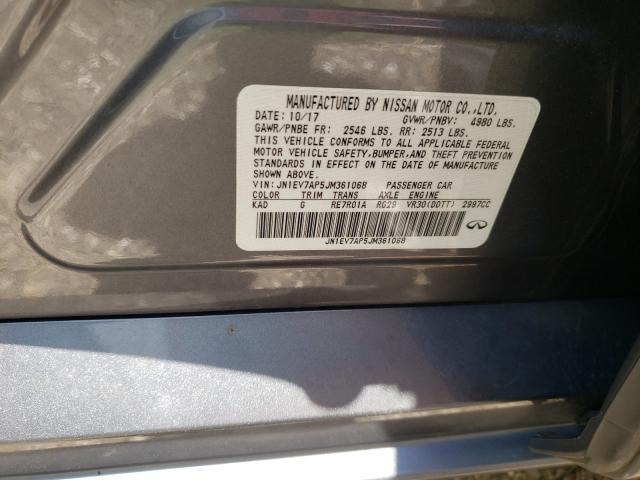 MANUFACTURED BY NISSAN MOTOR CO.,LTD.
DATE: 10/17 GVWR/PNBV: 4980 LBS.
GAWR/PNBE FR: 2546 LBS. RR: 2513 LBS.
THIS VEHICLE CONFORMS TO ALL APPLICABLE FEDERAL
MOTOR VEHICLE SAFETY,BUMPER,AND THEFT PREVENTION
STANDARDS IN EFFECT ON THE DATE OF MANUFACTURE
SHOWN ABOVE.
VIN:JN1EV7AP5JM361068 PASSENGER CAR
COLOR TRIM TRANS AXLE ENGINE
KAD G RE7R01A RG29 VR30(DDTT) 2997CC
JN1EV7AP5JM361068